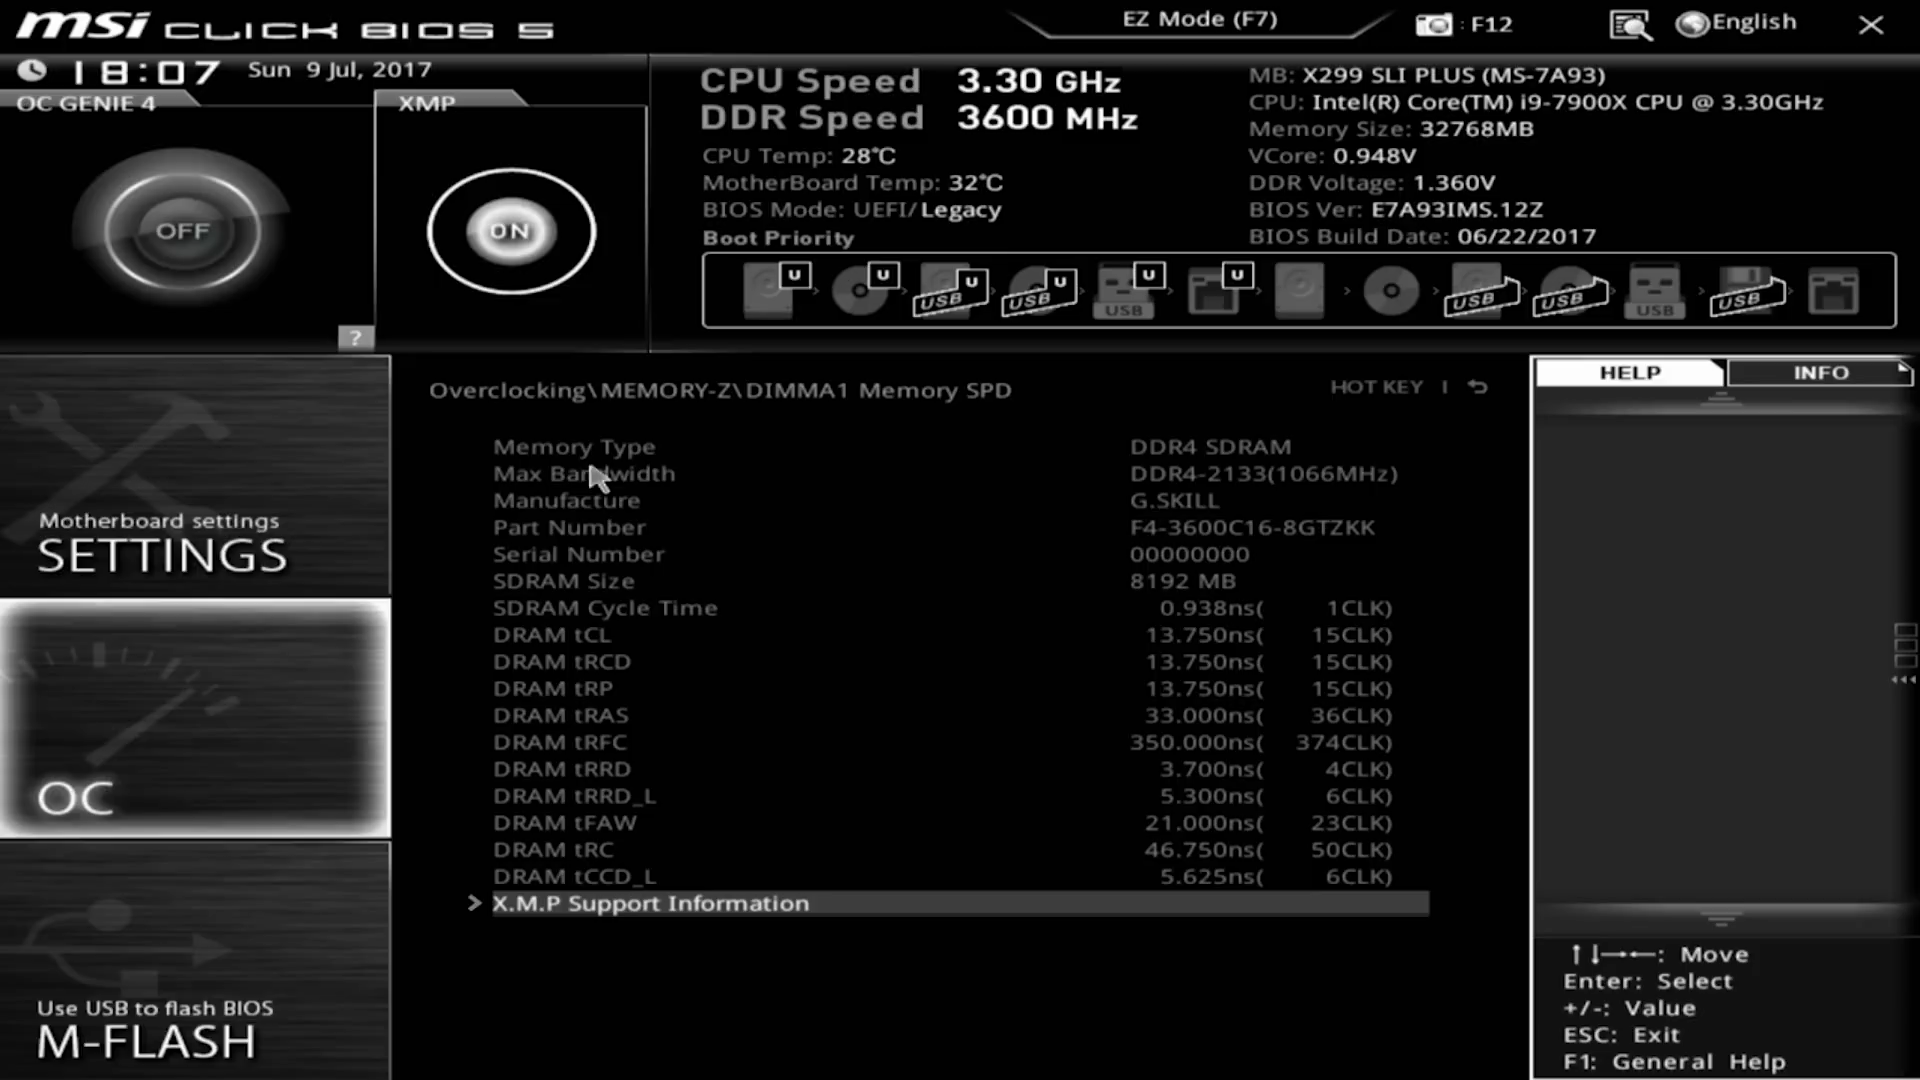 msi CLICK BIOS 5
EZ Mode (F7)
: F12
English
18:07 Sun 9 Jul, 2017
OC GENIE 4
XMP
OFF
ON
?
CPU Speed 3.30 GHz
DDR Speed 3600 MHz
CPU Temp: 28°C
MotherBoard Temp: 32°C
BIOS Mode: UEFI/Legacy
Boot Priority
MB: X299 SLI PLUS (MS-7A93)
CPU: Intel(R) Core(TM) i9-7900X CPU @ 3.30GHz
Memory Size: 32768MB
VCore: 0.948V
DDR Voltage: 1.360V
BIOS Ver: E7A93IMS.12Z
BIOS Build Date: 06/22/2017
U U U USB U USB U USB U USB USB USB USB
Motherboard settings
SETTINGS
OC
Use USB to flash BIOS
M-FLASH
Overclocking\MEMORY-Z\DIMMA1 Memory SPD
HOT KEY |
Memory Type DDR4 SDRAM
Max Bandwidth DDR4-2133(1066MHz)
Manufacture G.SKILL
Part Number F4-3600C16-8GTZKK
Serial Number 00000000
SDRAM Size 8192 MB
SDRAM Cycle Time 0.938ns( 1CLK)
DRAM tCL 13.750ns( 15CLK)
DRAM tRCD 13.750ns( 15CLK)
DRAM tRP 13.750ns( 15CLK)
DRAM tRAS 33.000ns( 36CLK)
DRAM tRFC 350.000ns( 374CLK)
DRAM tRRD 3.700ns( 4CLK)
DRAM tRRD_L 5.300ns( 6CLK)
DRAM tFAW 21.000ns( 23CLK)
DRAM tRC 46.750ns( 50CLK)
DRAM tCCD_L 5.625ns( 6CLK)
> X.M.P Support Information
HELP
INFO
↑↓→←: Move
Enter: Select
+/-: Value
ESC: Exit
F1: General Help